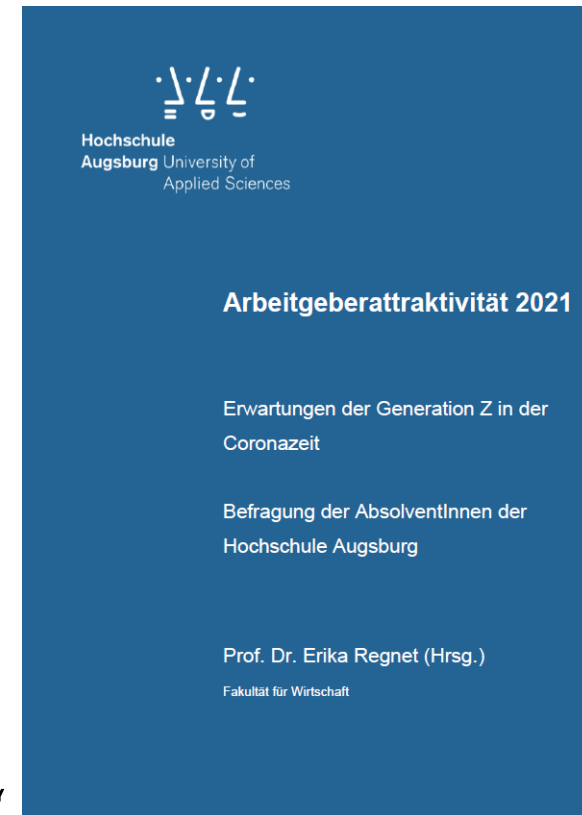 Hochschule
Augsburg University of
Applied Sciences
Arbeitgeberattraktivität 2021
Erwartungen der Generation Z in der
Coronazeit
Befragung der AbsolventInnen der
Hochschule Augsburg
Prof. Dr. Erika Regnet (Hrsg.)
Fakultät für Wirtschaft